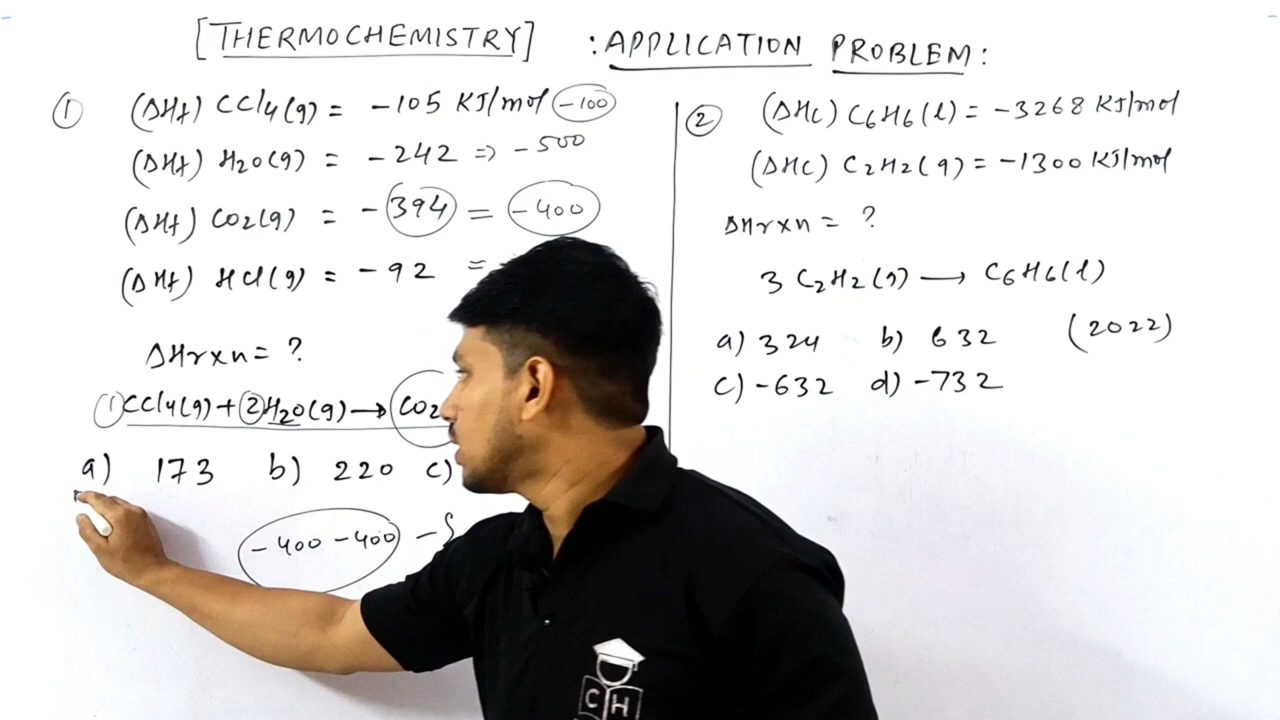 [THERMOCHEMISTRY] : APPLICATION PROBLEM:
① (ΔHf) CCl4(g) = -105 KJ/mol -100
(ΔHf) H2O(g) = -242 => -500
(ΔHf) CO2(g) = -394 = -400
(ΔHf) HCl(g) = -92 =
ΔHrxn = ?
① CCl4(g) + ② H2O(g) → CO2
a) 173 b) 220 c)
-400 -400 -
② (ΔHc) C6H6(l) = -3268 KJ/mol
(ΔHc) C2H2(g) = -1300 KJ/mol
ΔHrxn = ?
3 C2H2(g) → C6H6(l)
a) 324 b) 632 (2022)
c) -632 d) -732
C H